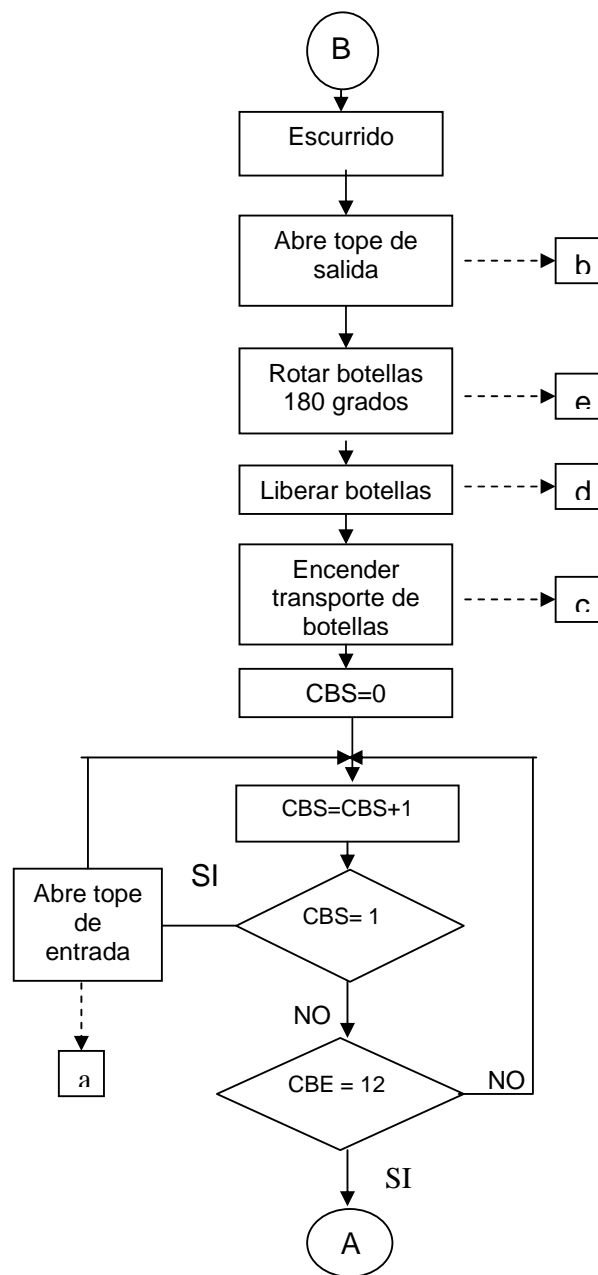 B
Escurrido
Abre tope de
salida
b
Rotar botellas
180 grados
e
Liberar botellas
d
Encender
transporte de
botellas
c
CBS=0
CBS=CBS+1
SI
Abre tope
de
entrada
CBS= 1
NO
a
CBE = 12
NO
SI
A